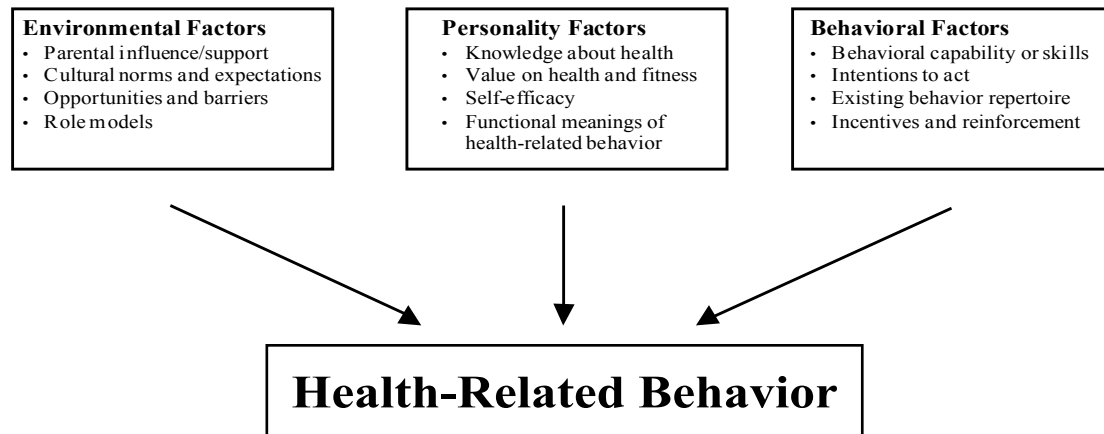 Environmental Factors
• Parental influence/support
• Cultural norms and expectations
• Opportunities and barriers
• Role models
Personality Factors
• Knowledge about health
• Value on health and fitness
• Self-efficacy
• Functional meanings of
health-related behavior
Behavioral Factors
• Behavioral capability or skills
• Intentions to act
• Existing behavior repertoire
• Incentives and reinforcement
Health-Related Behavior